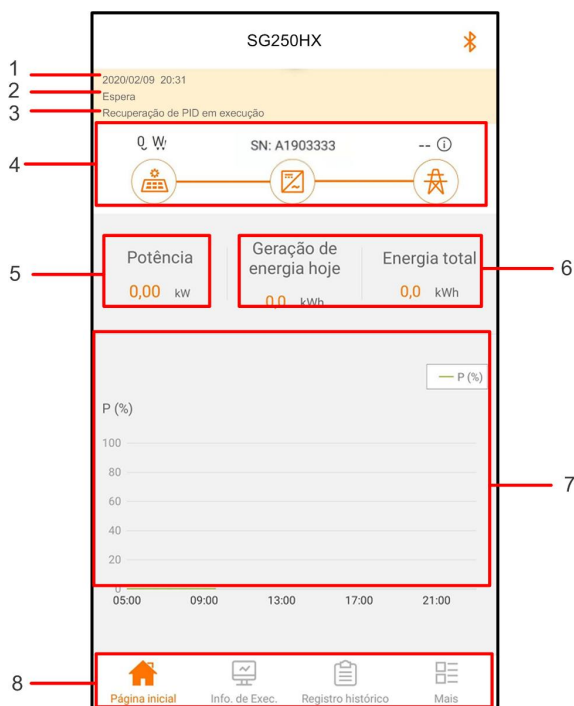 SG250HX
1
2020/02/09 20:31
2
Espera
3
Recuperação de PID em execução
4
0 W
SN: A1903333
--
5
Potência
0,00 kW
Geração de
energia hoje
0,0 kWh
Energia total
0,0 kWh
6
P (%)
P (%)
100
80
60
40
20
0
7
05:00 09:00 13:00 17:00 21:00
8
Página inicial Info. de Exec. Registro histórico Mais